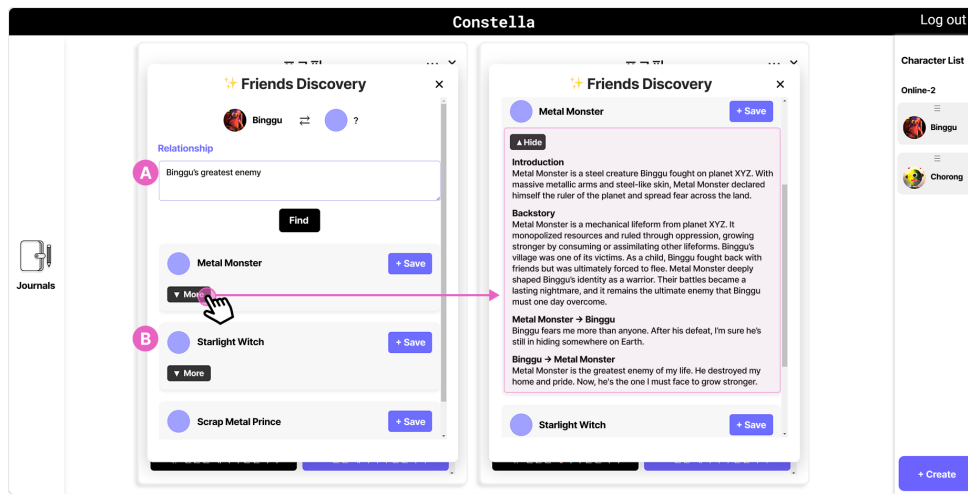 Constella
Log out
Journals
✨ Friends Discovery
×
Binggu ⇄ ?
Relationship
A
Binggu's greatest enemy
Find
Metal Monster
+ Save
▼ More
B
Starlight Witch
+ Save
▼ More
Scrap Metal Prince
+ Save
✨ Friends Discovery
×
Metal Monster
+ Save
▲Hide
Introduction
Metal Monster is a steel creature Binggu fought on planet XYZ. With
massive metallic arms and steel-like skin, Metal Monster declared
himself the ruler of the planet and spread fear across the land.
Backstory
Metal Monster is a mechanical lifeform from planet XYZ. It
monopolized resources and ruled through oppression, growing
stronger by consuming or assimilating other lifeforms. Binggu's
village was one of its victims. As a child, Binggu fought back with
friends but was ultimately forced to flee. Metal Monster deeply
shaped Binggu's identity as a warrior. Their battles became a
lasting nightmare, and it remains the ultimate enemy that Binggu
must one day overcome.
Metal Monster → Binggu
Binggu fears me more than anyone. After his defeat, I'm sure he's
still in hiding somewhere on Earth.
Binggu → Metal Monster
Metal Monster is the greatest enemy of my life. He destroyed my
home and pride. Now, he's the one I must face to grow stronger.
Starlight Witch
+ Save
Character List
Online-2
Binggu
Chorong
+ Create